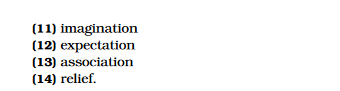 (11) imagination
(12) expectation
(13) association
(14) relief.